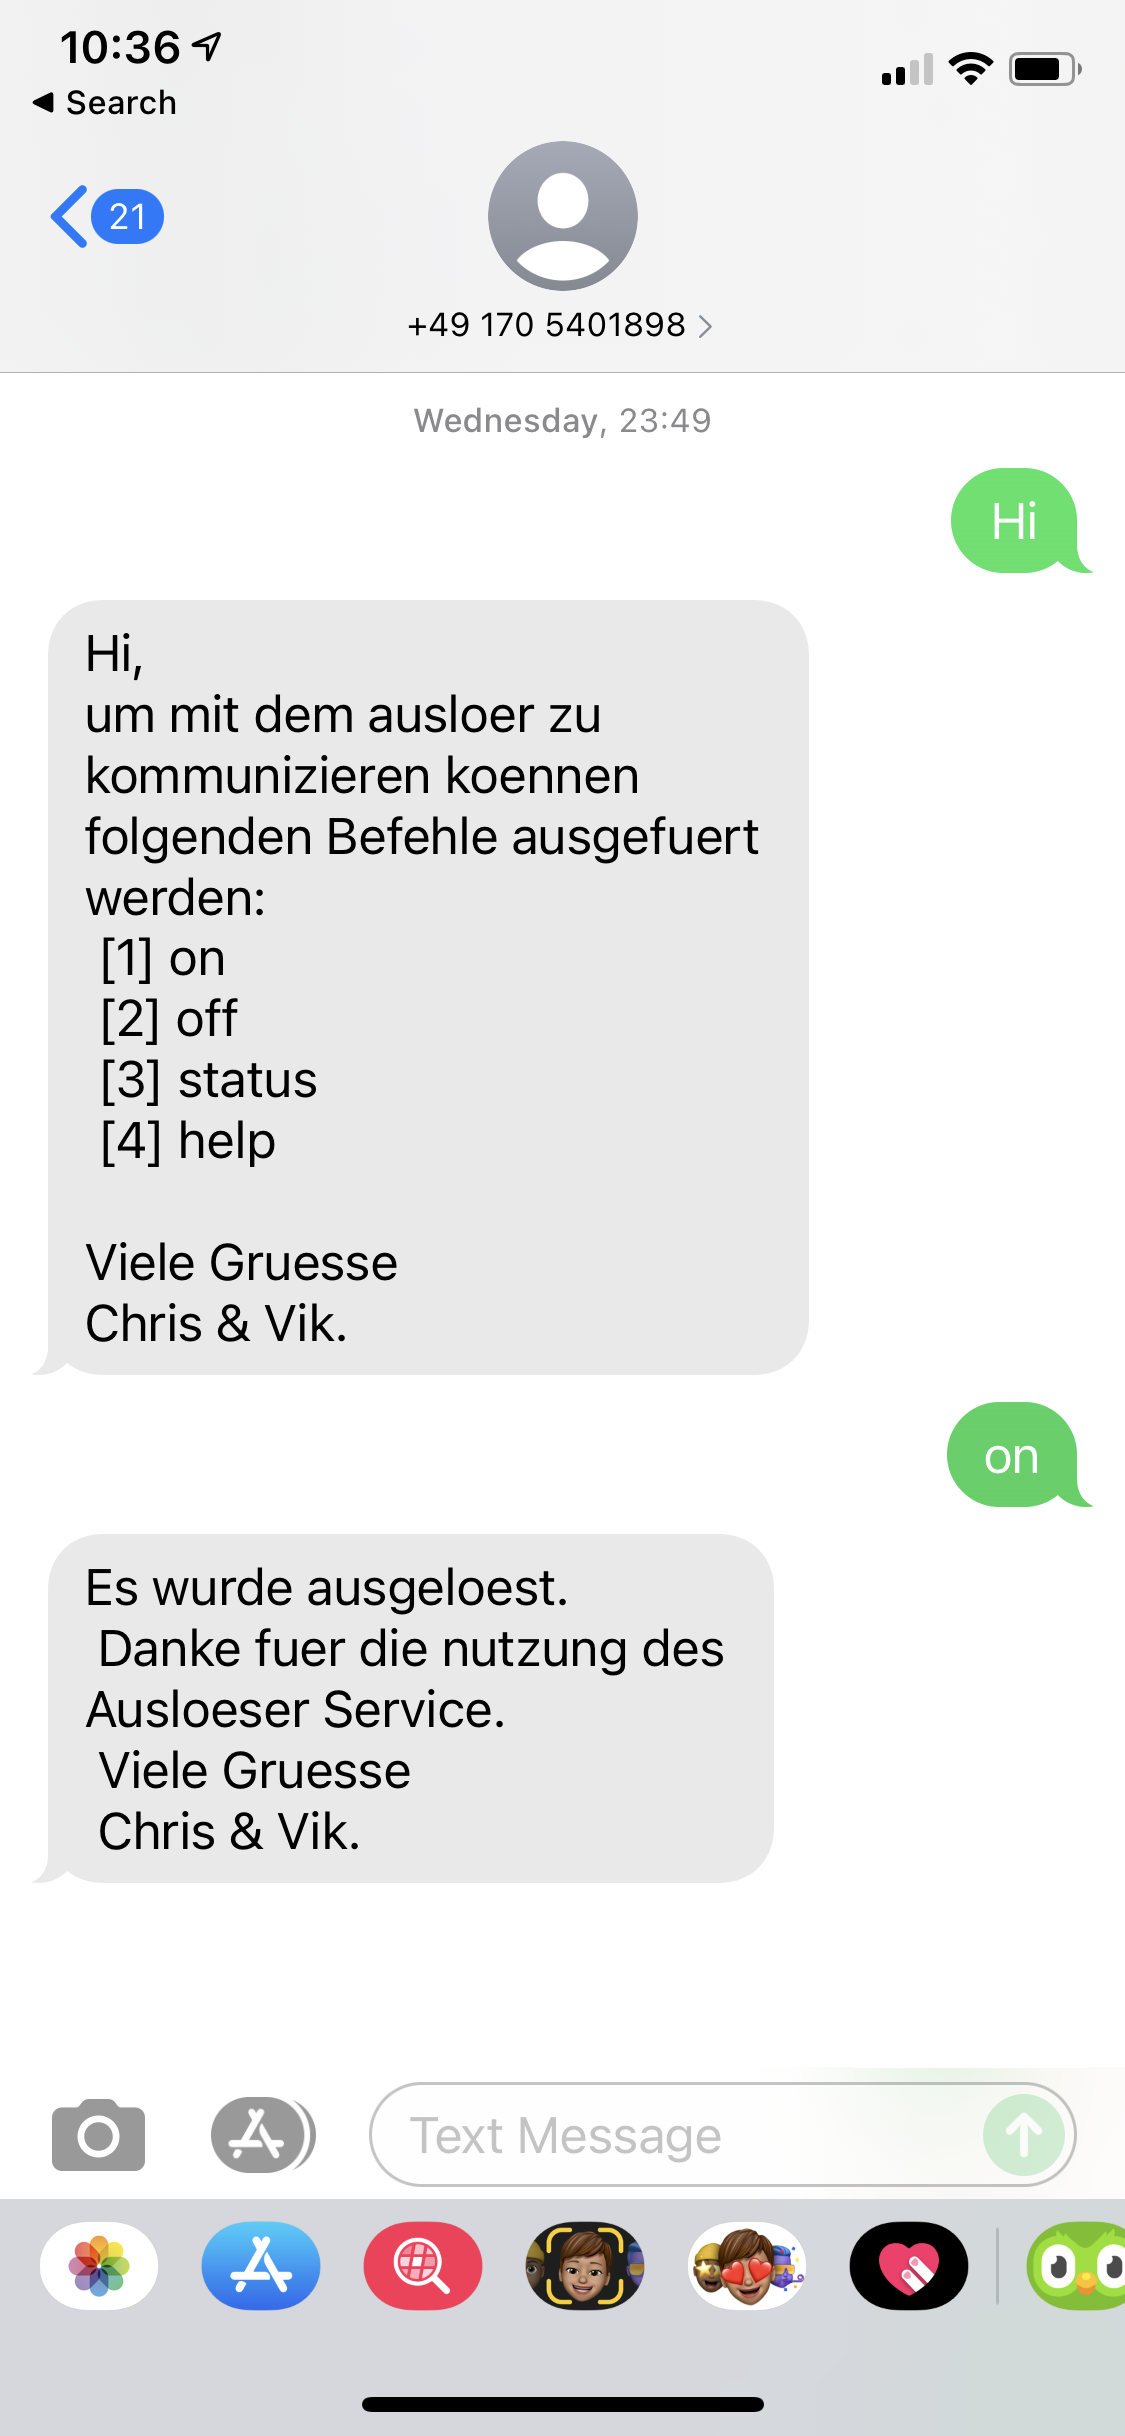 10:36
◀ Search
21
+49 170 5401898
Wednesday, 23:49
Hi
Hi,
um mit dem ausloer zu
kommunizieren koennen
folgenden Befehle ausgefuert
werden:
[1] on
[2] off
[3] status
[4] help
Viele Gruesse
Chris & Vik.
on
Es wurde ausgeloest.
Danke fuer die nutzung des
Ausloeser Service.
Viele Gruesse
Chris & Vik.
Text Message